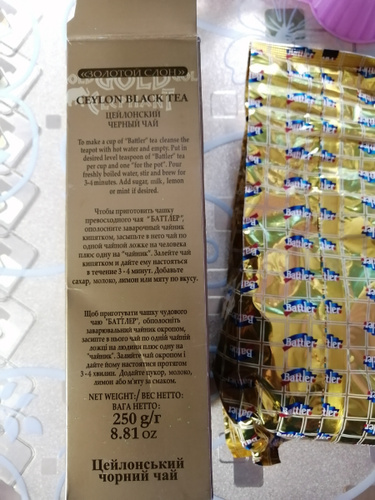 «ЗОЛОТОЙ СЛОН»
GOLD
CEYLON BLACK TEA
ЦЕЙЛОНСКИЙ
ЧЕРНЫЙ ЧАЙ
To make a cup of "Battler" tea cleanse the
teapot with hot water and empty. Put in
desired level teaspoon of "Battler" tea
per cup and one "for the pot". Pour
freshly boiled water, stir and brew for
3-4 minutes. Add sugar, milk, lemon
or mint if desired.
Чтобы приготовить чашку
превосходного чая "БАТТЛЕР",
ополосните заварочный чайник
кипятком, засыпьте в него чай по
одной чайной ложке на человека
плюс одну на "чайник". Залейте чай
кипятком и дайте ему настояться
в течение 3 - 4 минут. Добавьте
сахар, молоко, лимон или мяту по вкусу.
Щоб приготувати чашку чудового
чаю "БАТТЛЕР", обполосніть
заварювальний чайник окропом,
засипте в нього чай по одній чайній
ложці на людину плюс одну на
"чайник". Залийте чай окропом і
дайте йому настоятися протягом
3 - 4 хвилин. Додайте цукор, молоко,
лимон або м'яту за смаком.
NET WEIGHT:/ ВЕС НЕТТО:
ВАГА НЕТТО:
250 g/г
8.81 oz
Цейлонський
чорний чай
Battler
Battler
Battler
Battler
Battler
Battler